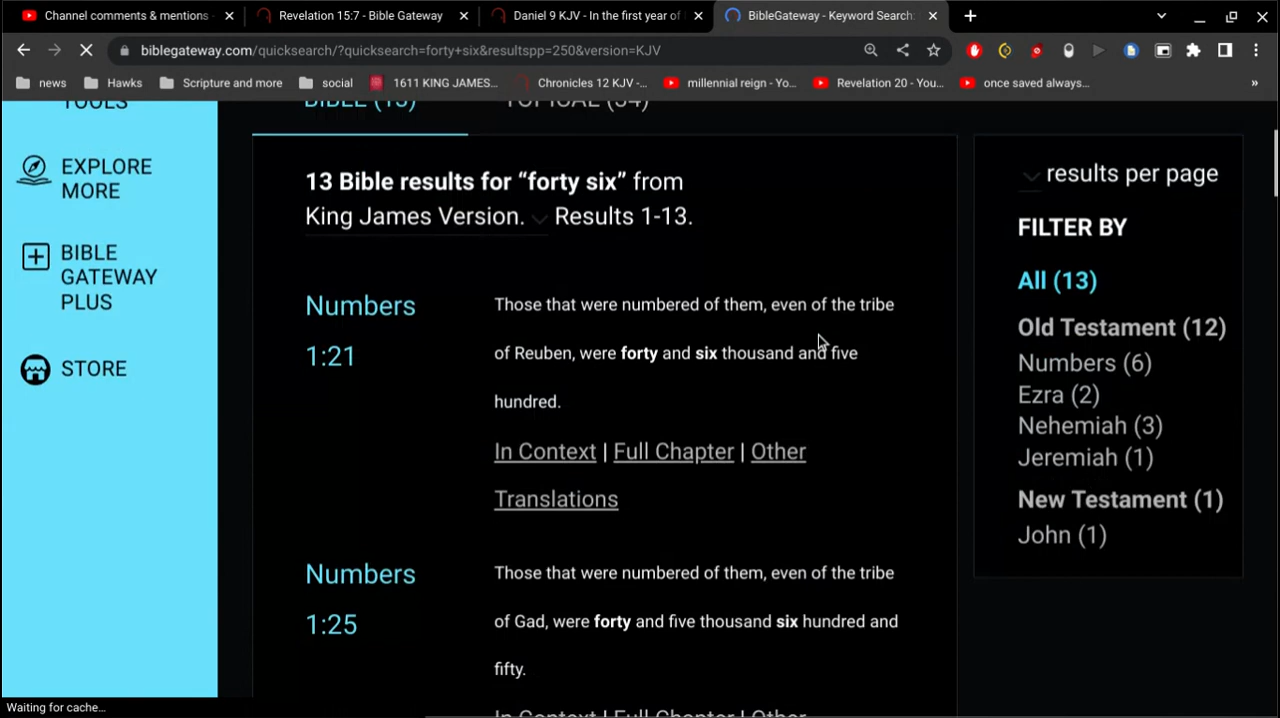 Channel comments & mentions
Revelation 15:7 - Bible Gateway
Daniel 9 KJV - In the first year of
BibleGateway - Keyword Search:
biblegateway.com/quicksearch/?quicksearch=forty+six&resultspp=250&version=KJV
news
Hawks
Scripture and more
social
1611 KING JAMES...
Chronicles 12 KJV -...
millennial reign - Yo...
Revelation 20 - You...
once saved always...
»
TOOLS
EXPLORE
MORE
BIBLE
GATEWAY
PLUS
STORE
BIBLE (13)
TOPICAL (34)
13 Bible results for “forty six” from
King James Version. Results 1-13.
Numbers
1:21
Those that were numbered of them, even of the tribe
of Reuben, were forty and six thousand and five
hundred.
In Context | Full Chapter | Other
Translations
Numbers
1:25
Those that were numbered of them, even of the tribe
of Gad, were forty and five thousand six hundred and
fifty.
In Context | Full Chapter | Other
results per page
FILTER BY
All (13)
Old Testament (12)
Numbers (6)
Ezra (2)
Nehemiah (3)
Jeremiah (1)
New Testament (1)
John (1)
Waiting for cache...